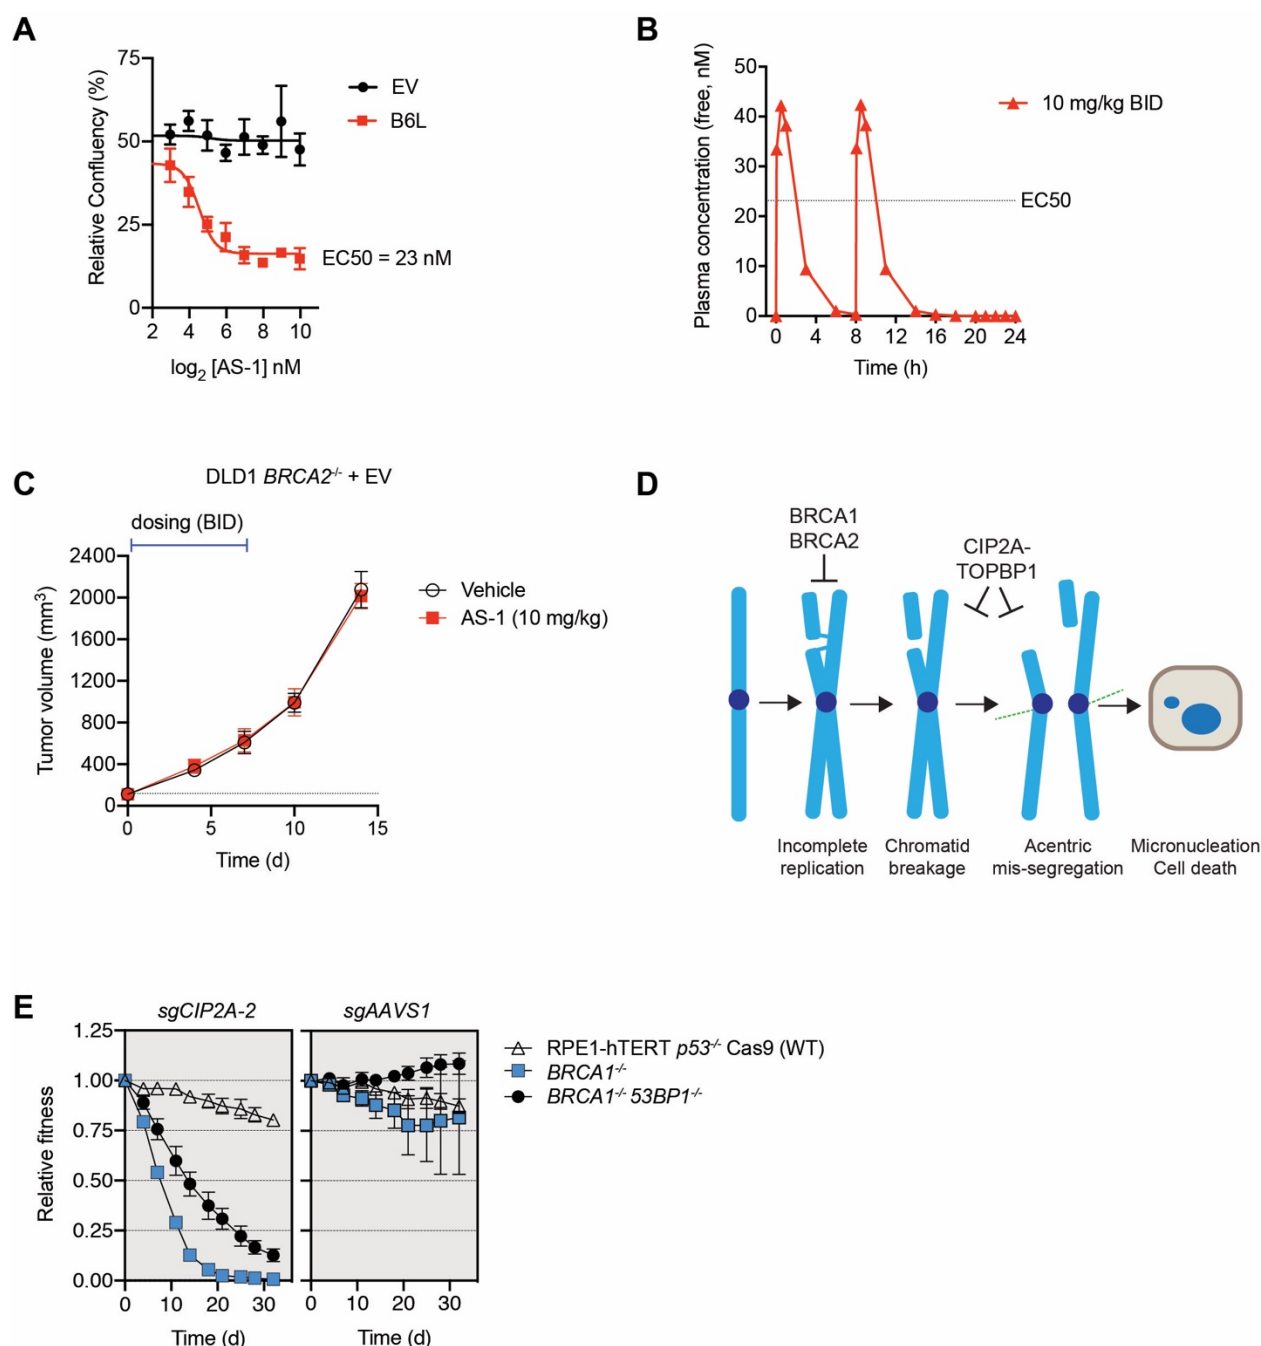 A
75
50
25
0
Relative Confluency (%)
2 4 6 8 10
log2 [AS-1] nM
EV
B6L
EC50 = 23 nM
B
50
40
30
20
10
0
Plasma concentration (free, nM)
0 4 8 12 16 20 24
Time (h)
10 mg/kg BID
EC50
C
DLD1 BRCA2-/- + EV
dosing (BID)
2400
2000
1600
1200
800
400
0
Tumor volume (mm3)
0 5 10 15
Time (d)
Vehicle
AS-1 (10 mg/kg)
D
BRCA1
BRCA2
CIP2A-
TOPBP1
Incomplete
replication
Chromatid
breakage
Acentric
mis-segregation
Micronucleation
Cell death
E
sgCIP2A-2
sgAAVS1
1.25
1.00
0.75
0.50
0.25
0.00
Relative fitness
0 10 20 30
Time (d)
0 10 20 30
Time (d)
RPE1-hTERT p53-/- Cas9 (WT)
BRCA1-/-
BRCA1-/- 53BP1-/-